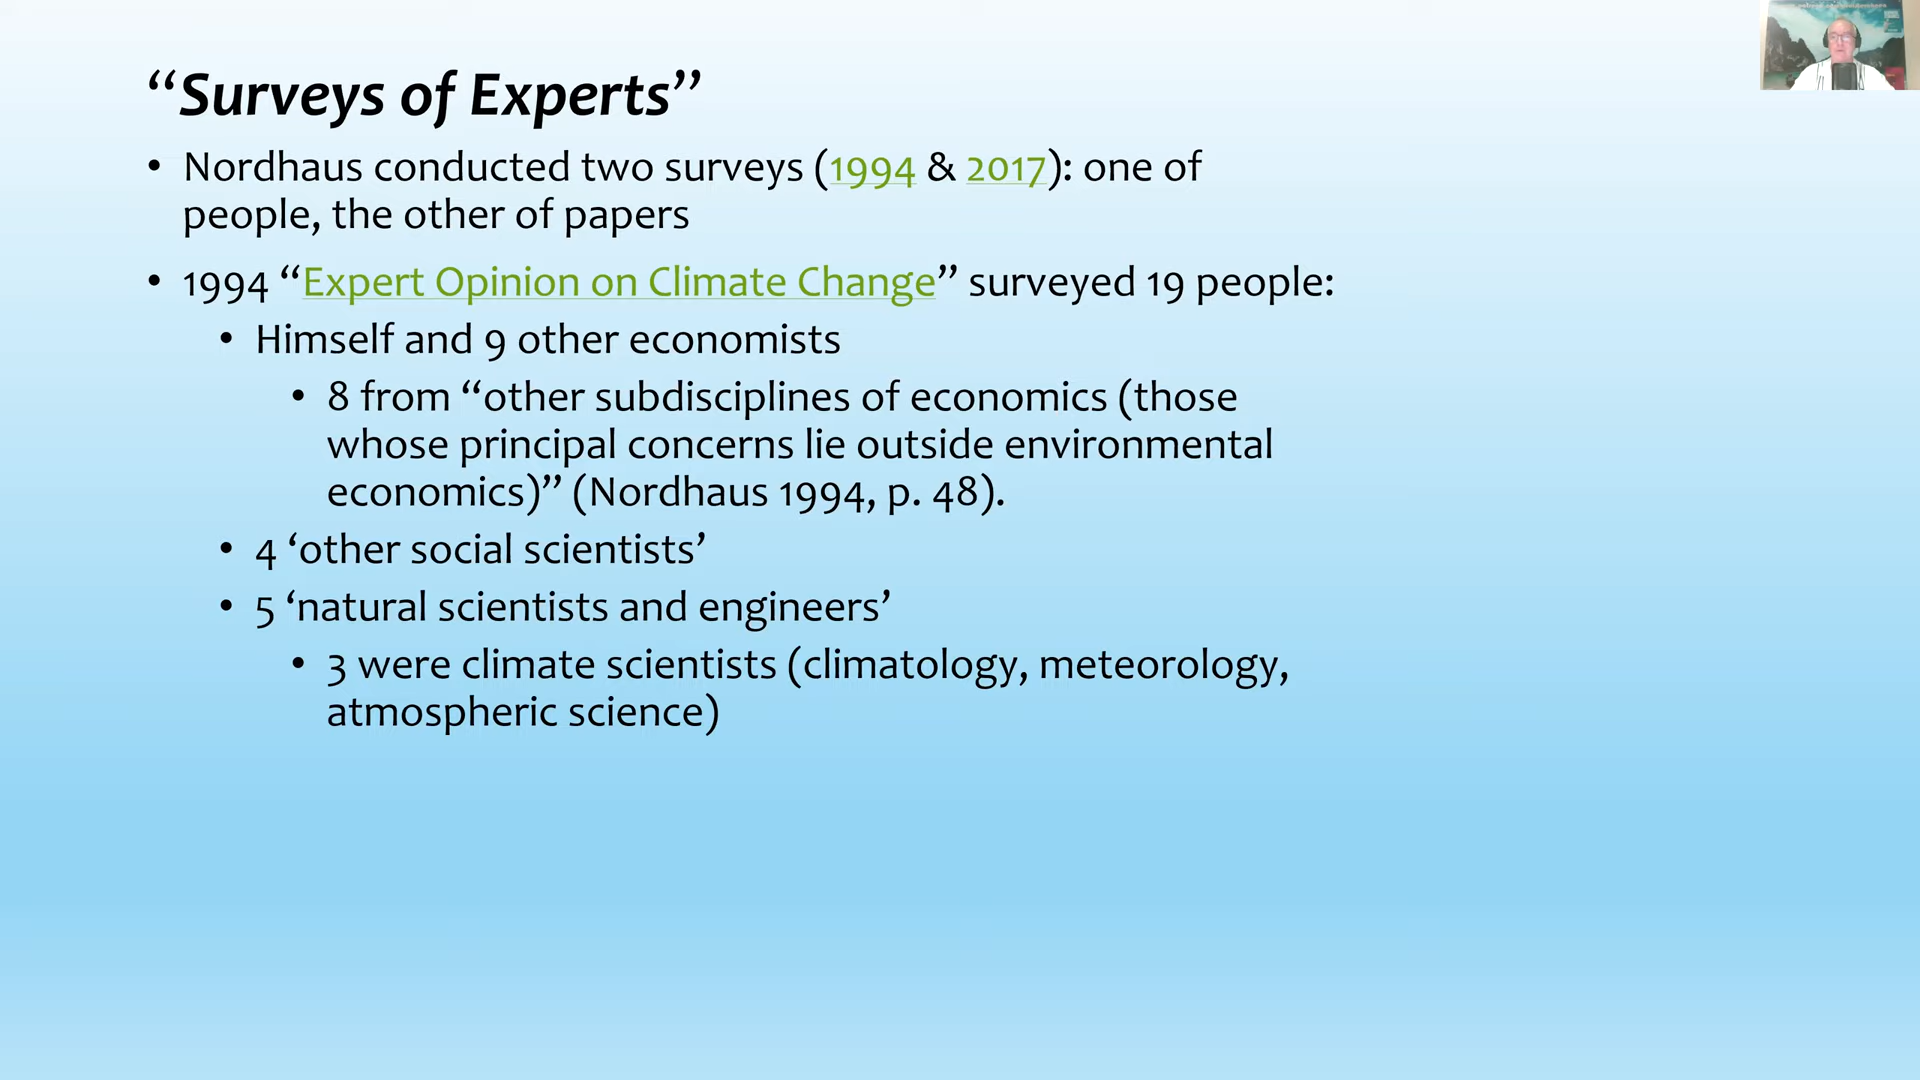 “Surveys of Experts”
• Nordhaus conducted two surveys (1994 & 2017): one of
people, the other of papers
• 1994 “Expert Opinion on Climate Change” surveyed 19 people:
• Himself and 9 other economists
• 8 from “other subdisciplines of economics (those
whose principal concerns lie outside environmental
economics)” (Nordhaus 1994, p. 48).
• 4 ‘other social scientists’
• 5 ‘natural scientists and engineers’
• 3 were climate scientists (climatology, meteorology,
atmospheric science)